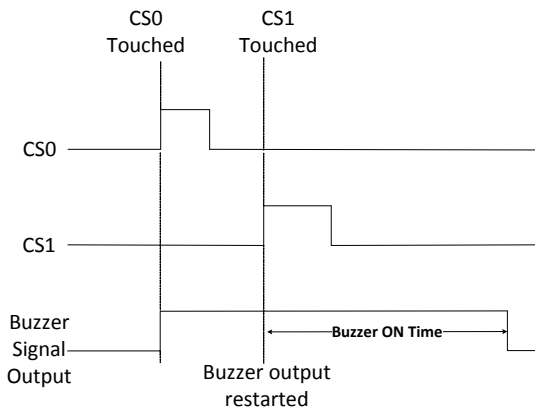 CS0
Touched
CS1
Touched
CS0
CS1
Buzzer
Signal
Output
Buzzer ON Time
Buzzer output
restarted